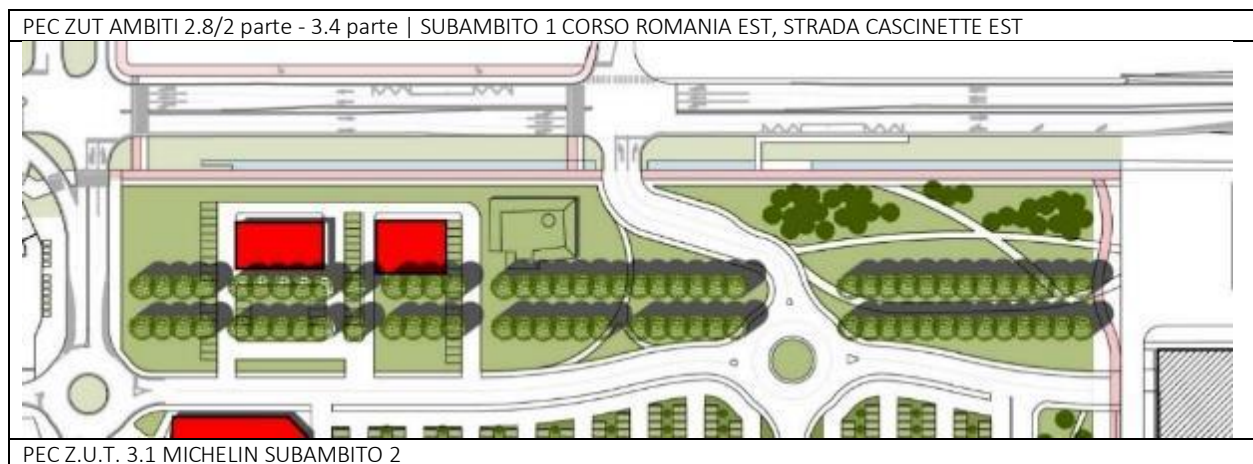 PEC ZUT AMBITI 2.8/2 parte - 3.4 parte | SUBAMBITO 1 CORSO ROMANIA EST, STRADA CASCINETTE EST
PEC Z.U.T. 3.1 MICHELIN SUBAMBITO 2